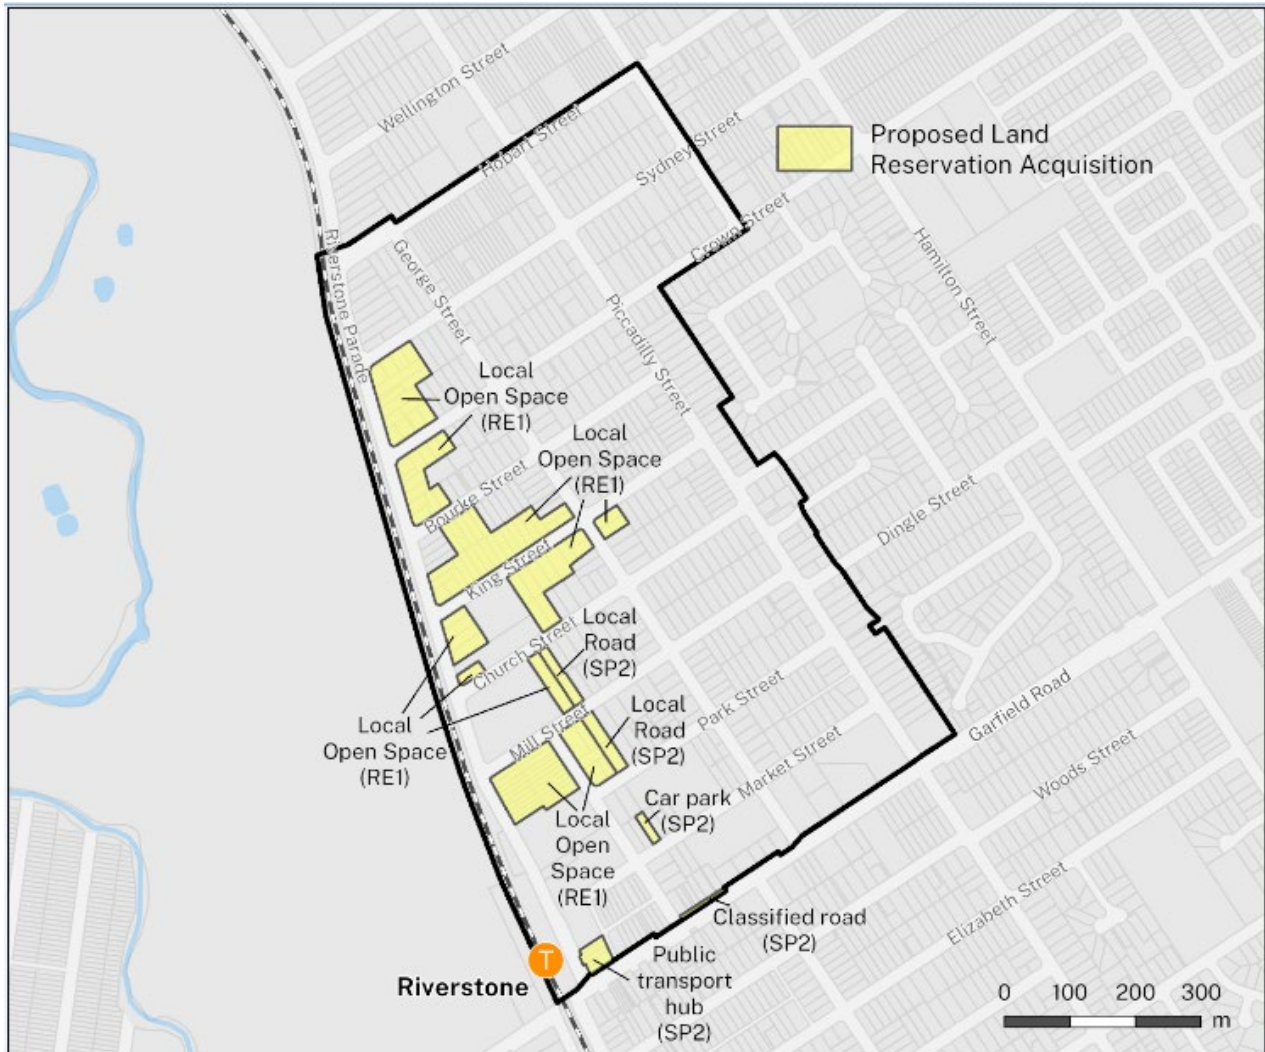 Wellington Street
Hobart Street
Sydney Street
Proposed Land
Reservation Acquisition
Crown Street
Hamilton Street
Riverstone Parade
George Street
Piccadilly Street
Local
Open Space
(RE1)
Local
Open Space
(RE1)
Bourke Street
Dingle Street
King Street
Local
Road
(SP2)
Church Street
Local
Open Space
(RE1)
Local
Road
(SP2)
Park Street
Garfield Road
Mill Street
Market Street
Woods Street
Car park
(SP2)
Local
Open
Space
(RE1)
Elizabeth Street
Classified road
(SP2)
T
Riverstone
Public
transport
hub
(SP2)
0 100 200 300
m